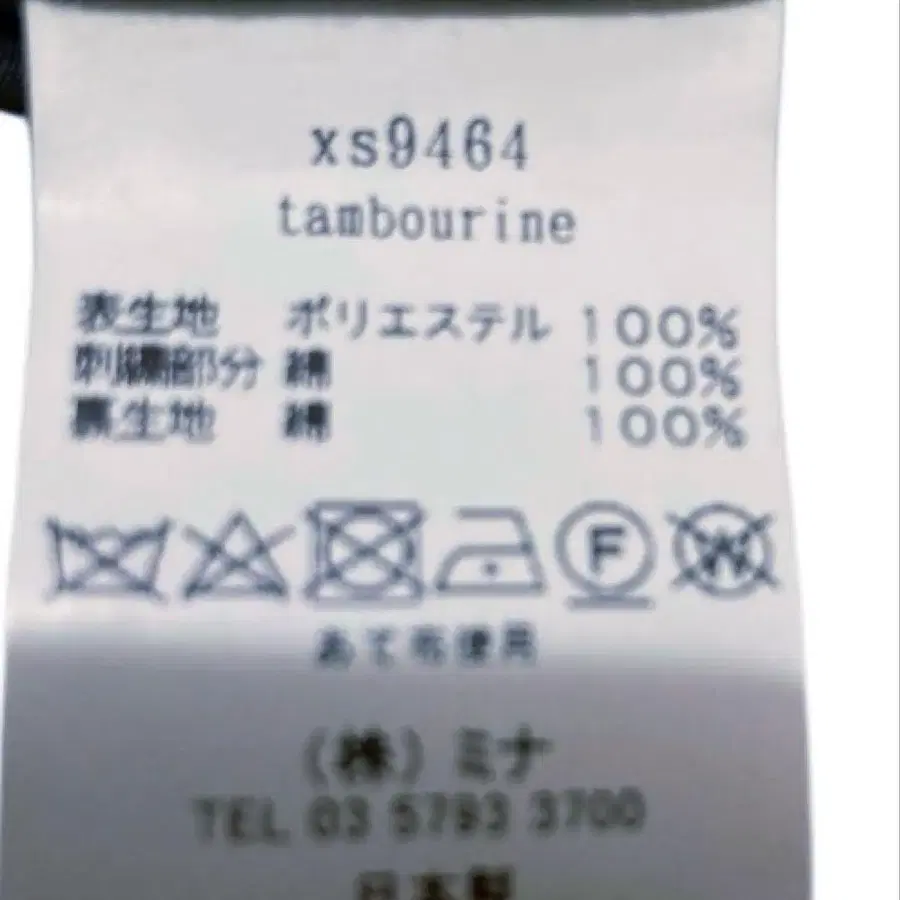 xs9464
tambourine
表生地 ポリエステル 100%
刺繍部分 綿 100%
裏生地 綿 100%
F W
あて布使用
(株)ミナ
TEL 03 5793 3700
日本製